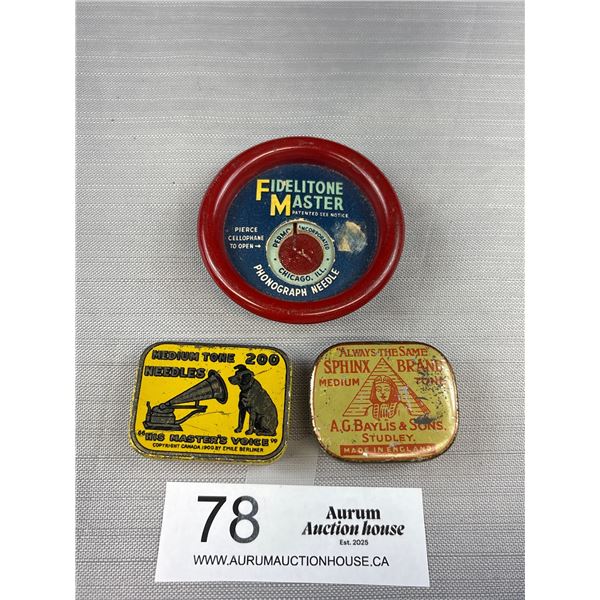 FIDELITONE
MASTER
PATENTED SEE NOTICE
PIERCE
CELLOPHANE
TO OPEN →
PERMO INCORPORATED
CHICAGO, ILL.
PHONOGRAPH NEEDLE
MEDIUM TONE 200
NEEDLES
"HIS MASTER'S VOICE"
COPYRIGHT CANADA 1900 BY EMILE BERLINER
"ALWAYS THE SAME"
SPHINX BRAND
MEDIUM TONE
A.G. BAYLIS & SONS.
STUDLEY.
MADE IN ENGLAND
78
Aurum
Auction house
Est. 2025
WWW.AURUMAUCTIONHOUSE.CA